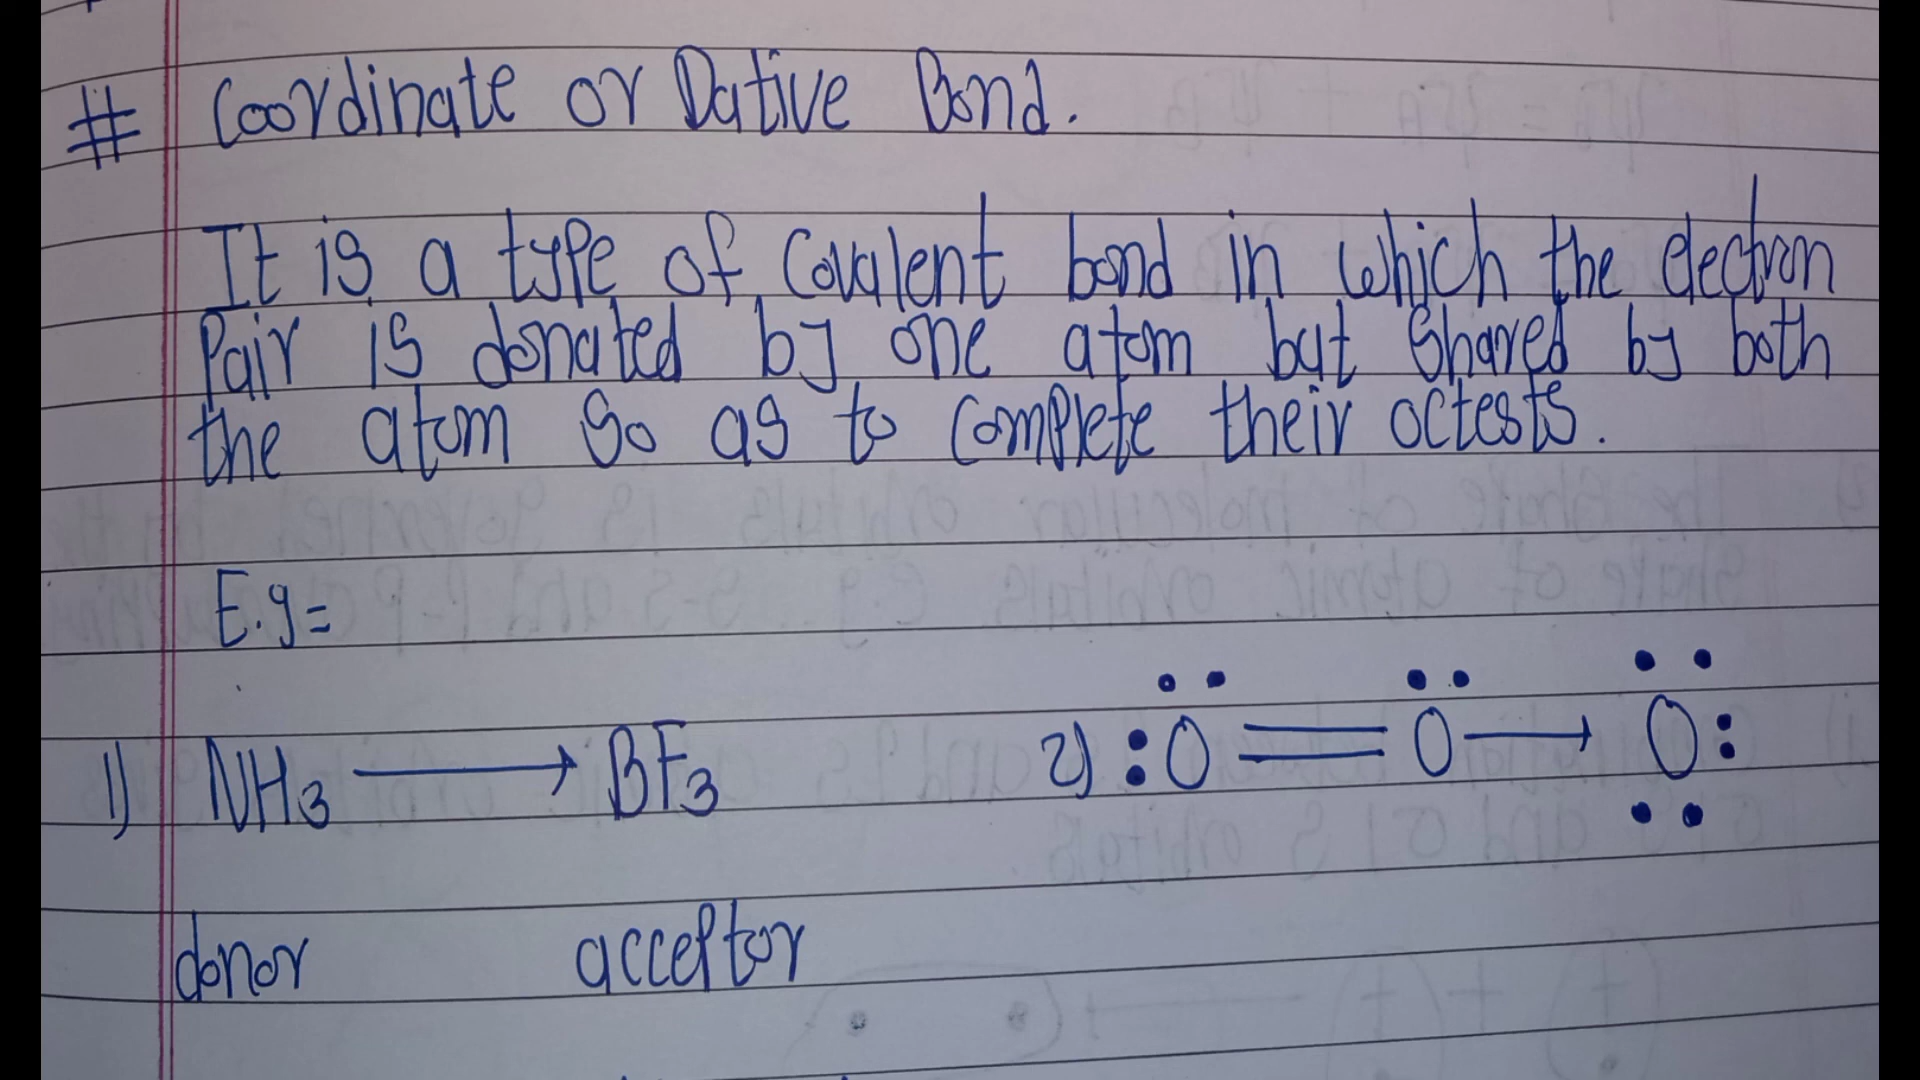 # Coordinate or Dative Bond.
It is a type of Covalent bond in which the electron
Pair is donated by one atom but Shared by both
the atom so as to complete their octests.
E.g=
1) NH3 ⟶ BF3 2) :Ö = Ö → Ö:
donor acceptor